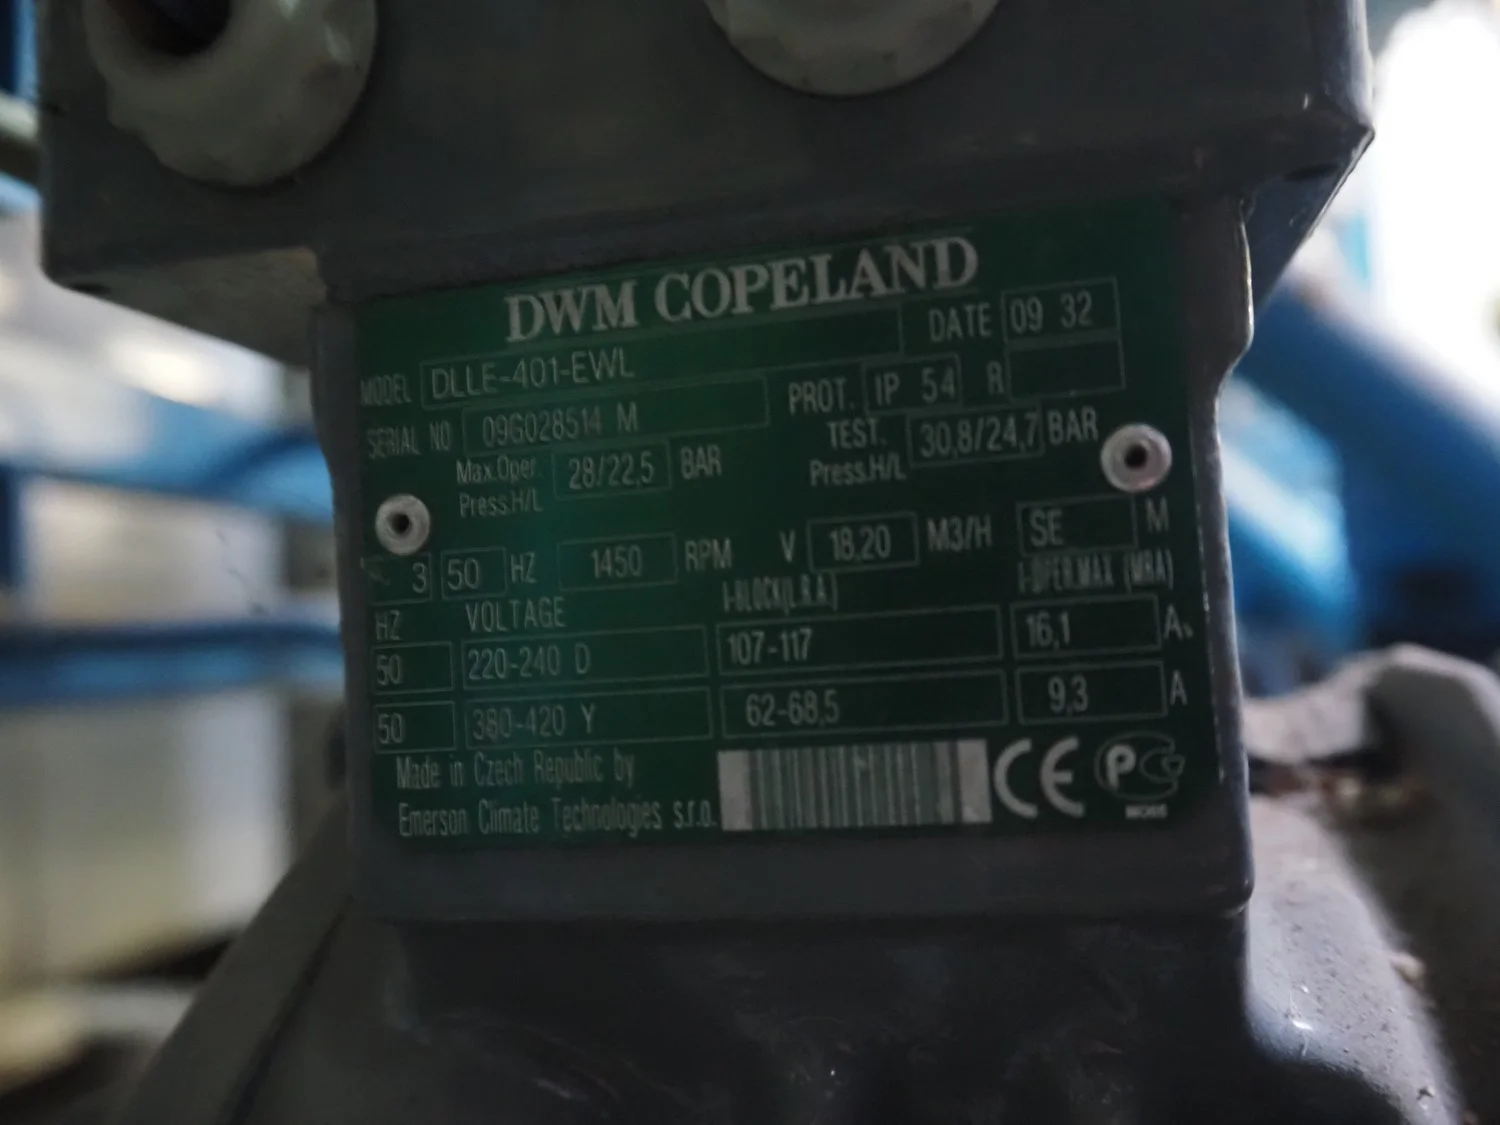 DWM COPELAND
DATE 09 32
MODEL DLLE-401-EWL
SERIAL NO 09G028514 M
PROT. IP 54 R
Max.Oper Press.H/L 28/22,5 BAR
TEST. Press.H/L 30,8/24,7 BAR
3 50 HZ 1450 RPM V 18.20 M3/H SE M
HZ VOLTAGE I-BLOCK(L.R.A) I-OPER.MAX (MRA)
50 220-240 D 107-117 16,1 A
50 380-420 Y 62-68,5 9,3 A
Made in Czech Republic by
Emerson Climate Technologies s.r.o.
CE